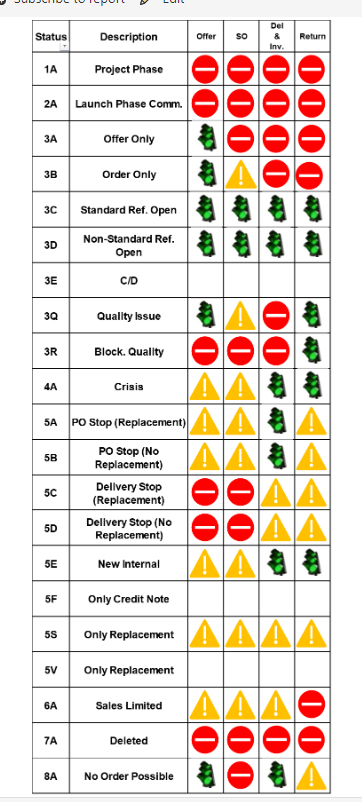 Subscribe to report Edit
Status Description Offer SO Del & Inv. Return
1A Project Phase
2A Launch Phase Comm.
3A Offer Only
3B Order Only
3C Standard Ref. Open
3D Non-Standard Ref. Open
3E C/D
3Q Quality Issue
3R Block. Quality
4A Crisis
5A PO Stop (Replacement)
5B PO Stop (No Replacement)
5C Delivery Stop (Replacement)
5D Delivery Stop (No Replacement)
5E New Internal
5F Only Credit Note
5S Only Replacement
5V Only Replacement
6A Sales Limited
7A Deleted
8A No Order Possible